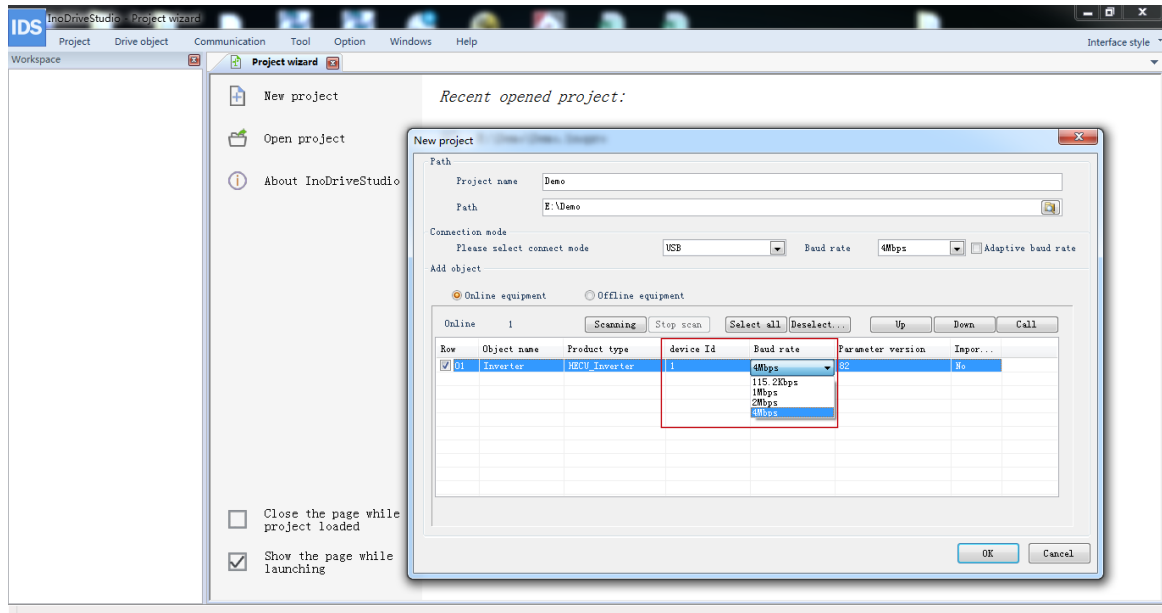 IDS InoDriveStudio - Project wizard
Project Drive object Communication Tool Option Windows Help Interface style
Workspace Project wizard
New project Recent opened project:
Open project
About InoDriveStudio
New project
Path
Project name Demo
Path E:\Demo
Connection mode
Please select connect mode USB Baud rate 4Mbps Adaptive baud rate
Add object
Online equipment Offline equipment
Online 1 Scanning Stop scan Select all Deselect... Up Down Call
Row Object name Product type device Id Baud rate Parameter version Impor...
01 Inverter HECU_Inverter 1 4Mbps 82 No
115.2Kbps
1Mbps
2Mbps
4Mbps
Close the page while
project loaded
Show the page while
launching
OK Cancel